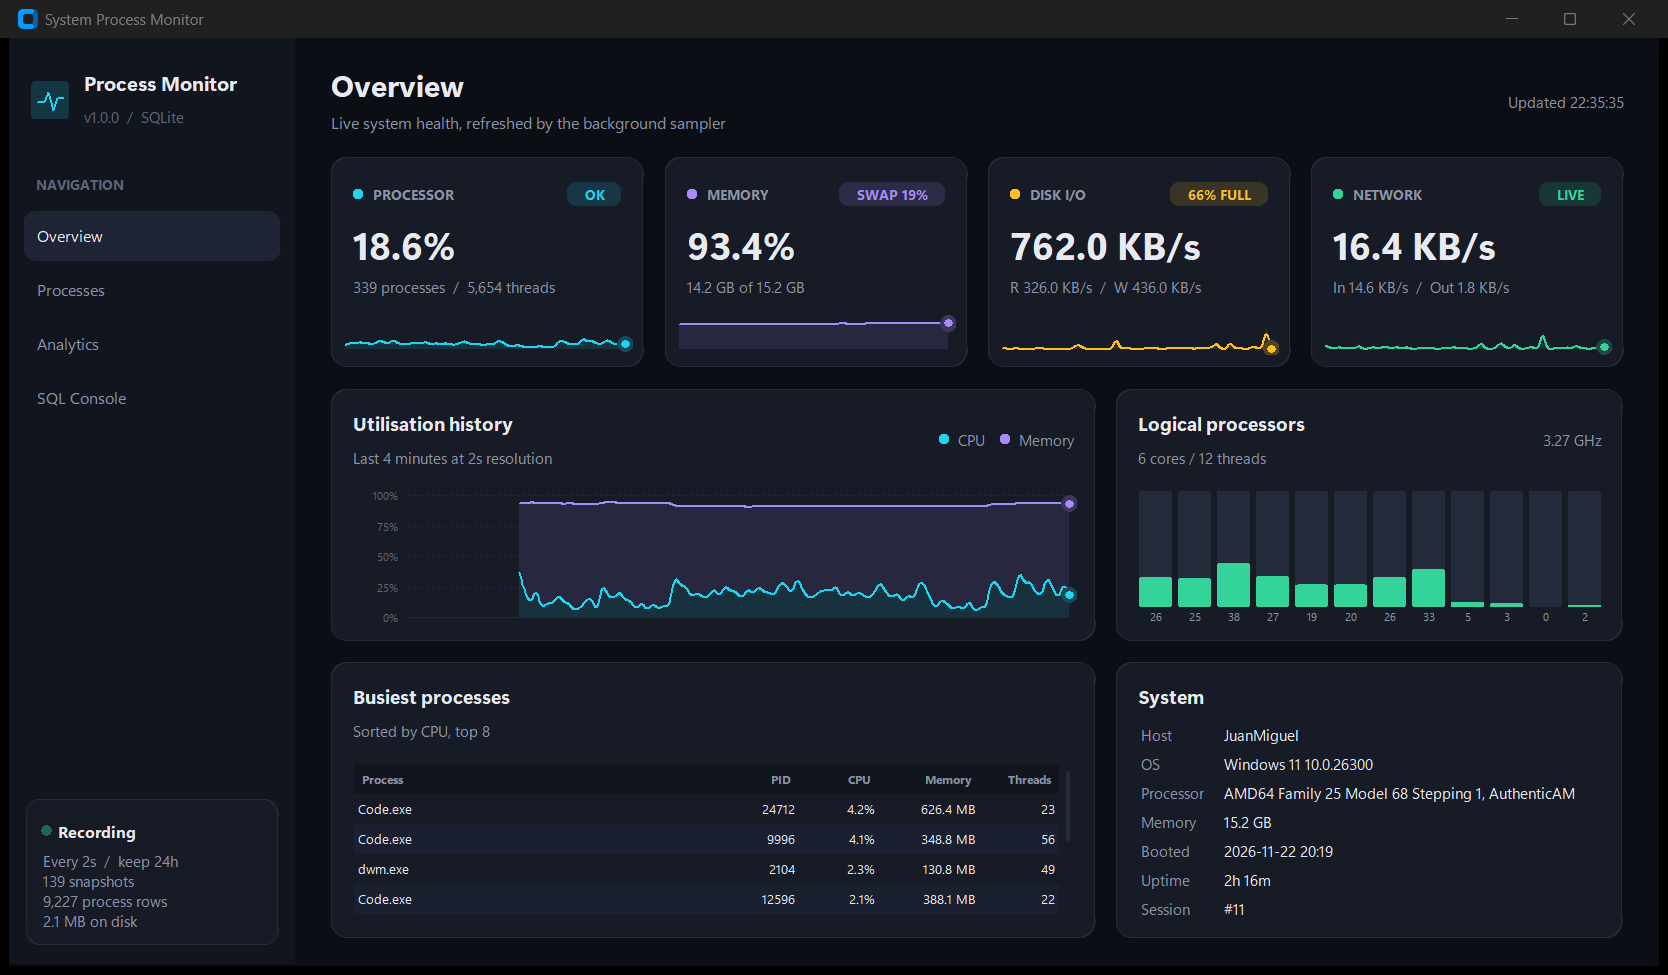 System Process Monitor
Process Monitor
v1.0.0 / SQLite
NAVIGATION
Overview
Processes
Analytics
SQL Console
Recording
Every 2s / keep 24h
139 snapshots
9,227 process rows
2.1 MB on disk
Overview
Live system health, refreshed by the background sampler
Updated 22:35:35
PROCESSOR OK
18.6%
339 processes / 5,654 threads
MEMORY SWAP 19%
93.4%
14.2 GB of 15.2 GB
DISK I/O 66% FULL
762.0 KB/s
R 326.0 KB/s / W 436.0 KB/s
NETWORK LIVE
16.4 KB/s
In 14.6 KB/s / Out 1.8 KB/s
Utilisation history
Last 4 minutes at 2s resolution
CPU Memory
100%
75%
50%
25%
0%
Logical processors
6 cores / 12 threads
3.27 GHz
26 25 38 27 19 20 26 33 5 3 0 2
Busiest processes
Sorted by CPU, top 8
Process PID CPU Memory Threads
Code.exe 24712 4.2% 626.4 MB 23
Code.exe 9996 4.1% 348.8 MB 56
dwm.exe 2104 2.3% 130.8 MB 49
Code.exe 12596 2.1% 388.1 MB 22
System
Host JuanMiguel
OS Windows 11 10.0.26300
Processor AMD64 Family 25 Model 68 Stepping 1, AuthenticAM
Memory 15.2 GB
Booted 2026-11-22 20:19
Uptime 2h 16m
Session #11